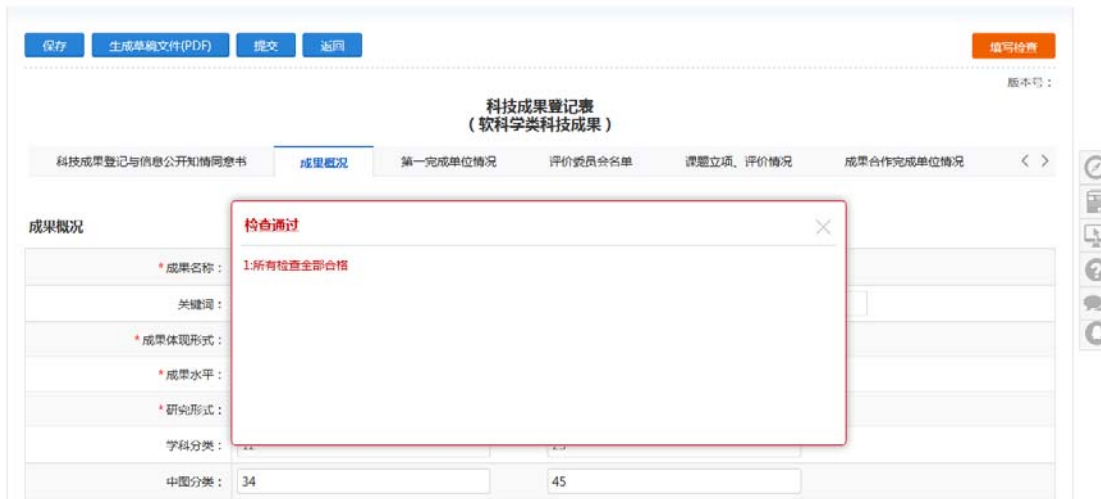 保存 生成草稿文件(PDF) 提交 返回 填写检查
版本号：
科技成果登记表
（软科学类科技成果）
科技成果登记与信息公开知情同意书 成果概况 第一完成单位情况 评价委员会名单 课题立项、评价情况 成果合作完成单位情况 < >
成果概况
检查通过
1:所有检查全部合格
*成果名称：
关键词：
*成果体现形式：
*成果水平：
*研究形式：
学科分类：
中图分类： 34 45